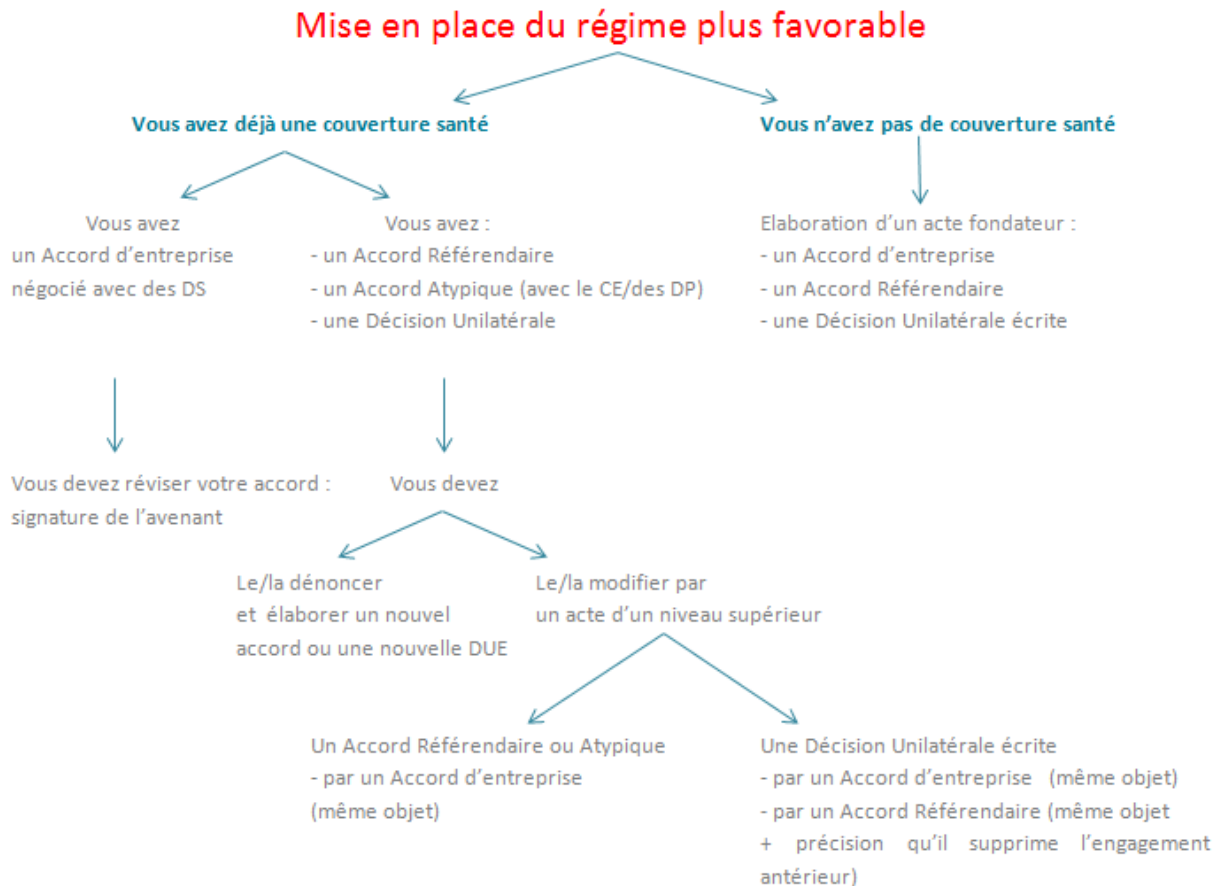 Mise en place du régime plus favorable
Vous avez déjà une couverture santé
Vous n'avez pas de couverture santé
Vous avez
un Accord d'entreprise
négocié avec des DS
Vous avez :
- un Accord Référendaire
- un Accord Atypique (avec le CE/des DP)
- une Décision Unilatérale
Elaboration d'un acte fondateur :
- un Accord d'entreprise
- un Accord Référendaire
- une Décision Unilatérale écrite
Vous devez réviser votre accord :
signature de l'avenant
Vous devez
Le/la dénoncer
et élaborer un nouvel
accord ou une nouvelle DUE
Le/la modifier par
un acte d'un niveau supérieur
Un Accord Référendaire ou Atypique
- par un Accord d'entreprise
(même objet)
Une Décision Unilatérale écrite
- par un Accord d'entreprise (même objet)
- par un Accord Référendaire (même objet
+ précision qu'il supprime l'engagement
antérieur)